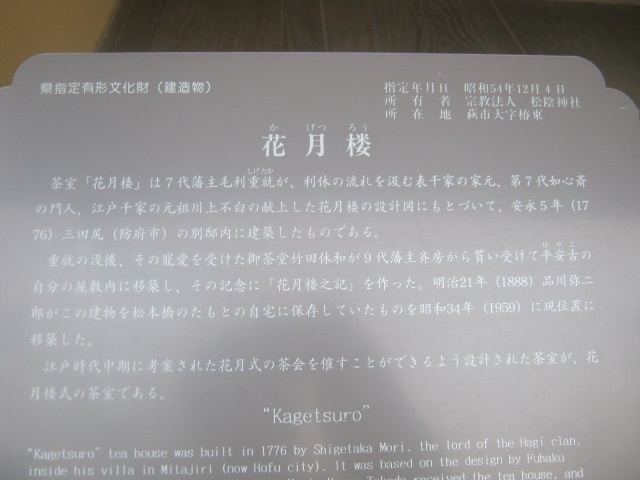 県指定有形文化財（建造物）
指定年月日　昭和54年12月4日
所有者　宗教法人　松陰神社
所在地　萩市大字椿東
か げつ ろう
花月楼
しげたか
茶室「花月楼」は7代藩主毛利重就が、利休の流れを汲む表千家の家元、第7代如心斎
の門人、江戸千家の元祖川上不白の献上した花月楼の設計図にもとづいて、安永5年（17
76）三田尻（防府市）の別邸内に建築したものである。
ひやこ
重就の没後、その寵愛を受けた御茶堂竹田休和が9代藩主斉房から貰い受けて平安古の
自分の屋敷内に移築し、その記念に「花月楼之記」を作った。明治21年（1888）品川弥二
郎がこの建物を松本橋のたもとの自宅に保存していたものを昭和34年（1959）に現位置に
移築した。
江戸時代中期に考案された花月式の茶会を催すことができるよう設計された茶室が、花
月楼式の茶室である。
“Kagetsuro”
“Kagetsuro” tea house was built in 1776 by Shigetaka Mori, the lord of the Hagi clan,
inside his villa in Mitajiri (now Hofu city). It was based on the design by Fuhaku
received the tea house, and